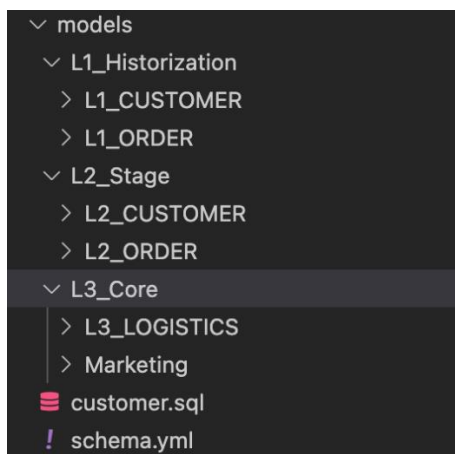 models
L1_Historization
L1_CUSTOMER
L1_ORDER
L2_Stage
L2_CUSTOMER
L2_ORDER
L3_Core
L3_LOGISTICS
Marketing
customer.sql
! schema.yml